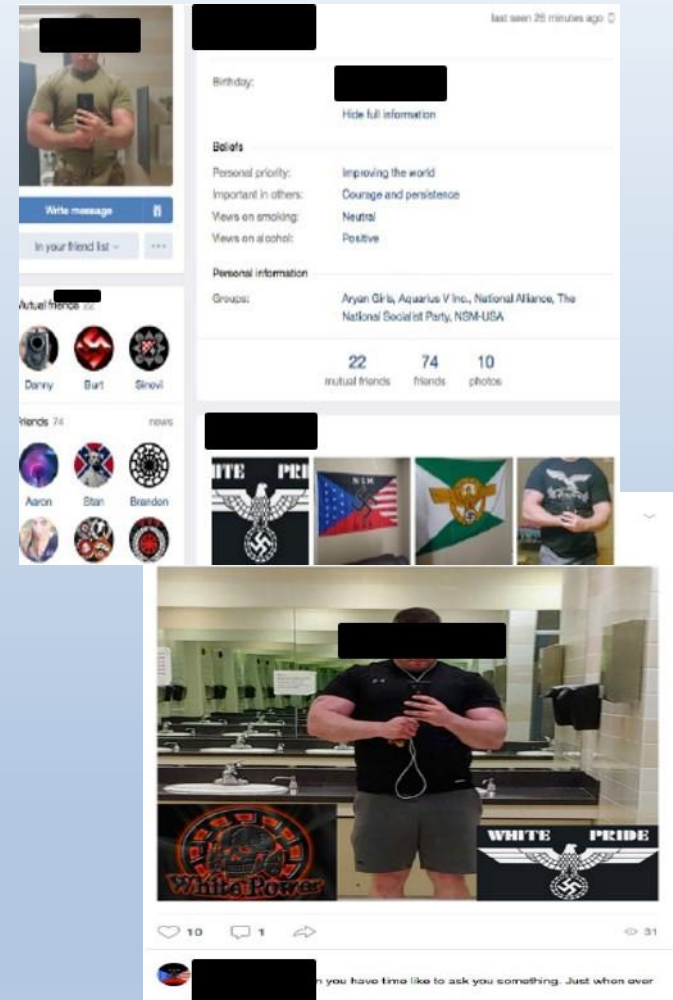 last seen 26 minutes ago
Birthday:
Hide full information
Beliefs
Personal priority: Improving the world
Important in others: Courage and persistence
Views on smoking: Neutral
Views on alcohol: Positive
Personal information
Groups: Aryan Girls, Aquarius V Inc., National Alliance, The
National Socialist Party, NSM-USA
22 74 10
mutual friends friends photos
Write message
In your friend list
Mutual friends 22
Danny Burt
Friends 74 news
Aaron Stan Brandon
ITE PRI
NSM
WHITE PRIDE
White Power
10 1 31
you have time like to ask you something. Just when ever